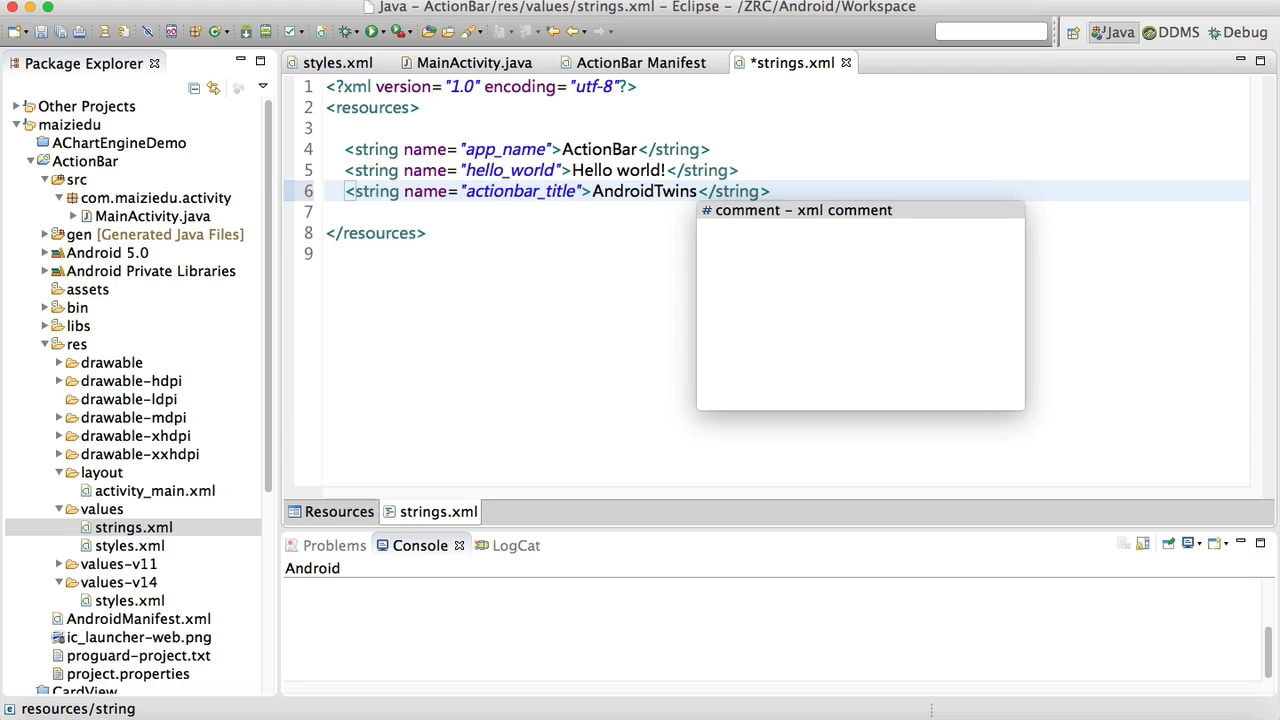 Java – ActionBar/res/values/strings.xml – Eclipse – /ZRC/Android/Workspace
Java
DDMS
Debug
Package Explorer
styles.xml
MainActivity.java
ActionBar Manifest
*strings.xml
Other Projects
maiziedu
AChartEngineDemo
ActionBar
src
com.maiziedu.activity
MainActivity.java
gen [Generated Java Files]
Android 5.0
Android Private Libraries
assets
bin
libs
res
drawable
drawable-hdpi
drawable-ldpi
drawable-mdpi
drawable-xhdpi
drawable-xxhdpi
layout
activity_main.xml
values
strings.xml
styles.xml
values-v11
values-v14
styles.xml
AndroidManifest.xml
ic_launcher-web.png
proguard-project.txt
project.properties
CardView
1 <?xml version="1.0" encoding="utf-8"?>
2 <resources>
3
4 <string name="app_name">ActionBar</string>
5 <string name="hello_world">Hello world!</string>
6 <string name="actionbar_title">AndroidTwins</string>
7
8 </resources>
9
# comment – xml comment
Resources
strings.xml
Problems
Console
LogCat
Android
resources/string